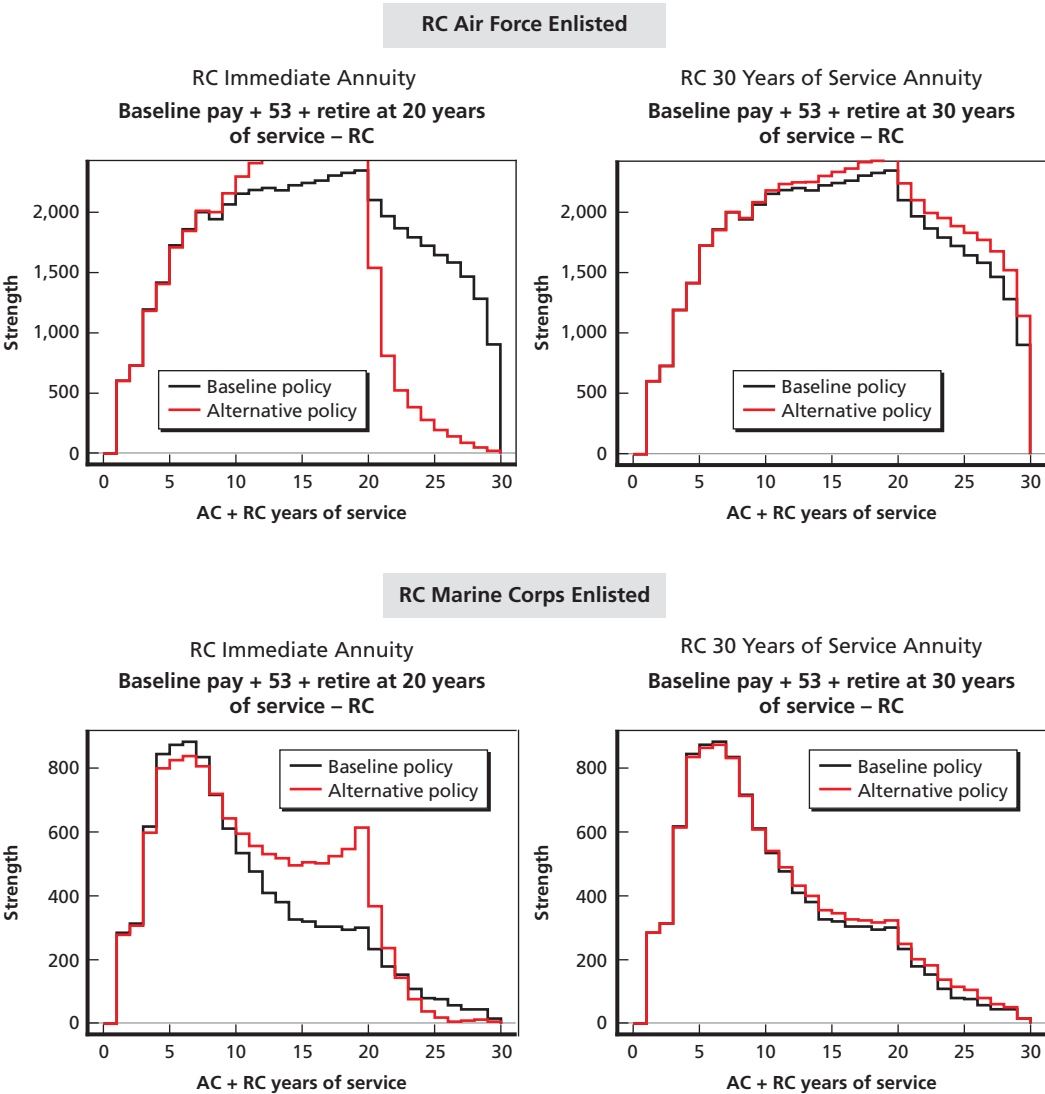 RC Air Force Enlisted
RC Immediate Annuity
Baseline pay + 53 + retire at 20 years
of service – RC
Strength
2,000
1,500
1,000
500
0
Baseline policy
Alternative policy
0 5 10 15 20 25 30
AC + RC years of service
RC 30 Years of Service Annuity
Baseline pay + 53 + retire at 30 years
of service – RC
Strength
2,000
1,500
1,000
500
0
Baseline policy
Alternative policy
0 5 10 15 20 25 30
AC + RC years of service
RC Marine Corps Enlisted
RC Immediate Annuity
Baseline pay + 53 + retire at 20 years
of service – RC
Strength
800
600
400
200
0
Baseline policy
Alternative policy
0 5 10 15 20 25 30
AC + RC years of service
RC 30 Years of Service Annuity
Baseline pay + 53 + retire at 30 years
of service – RC
Strength
800
600
400
200
0
Baseline policy
Alternative policy
0 5 10 15 20 25 30
AC + RC years of service